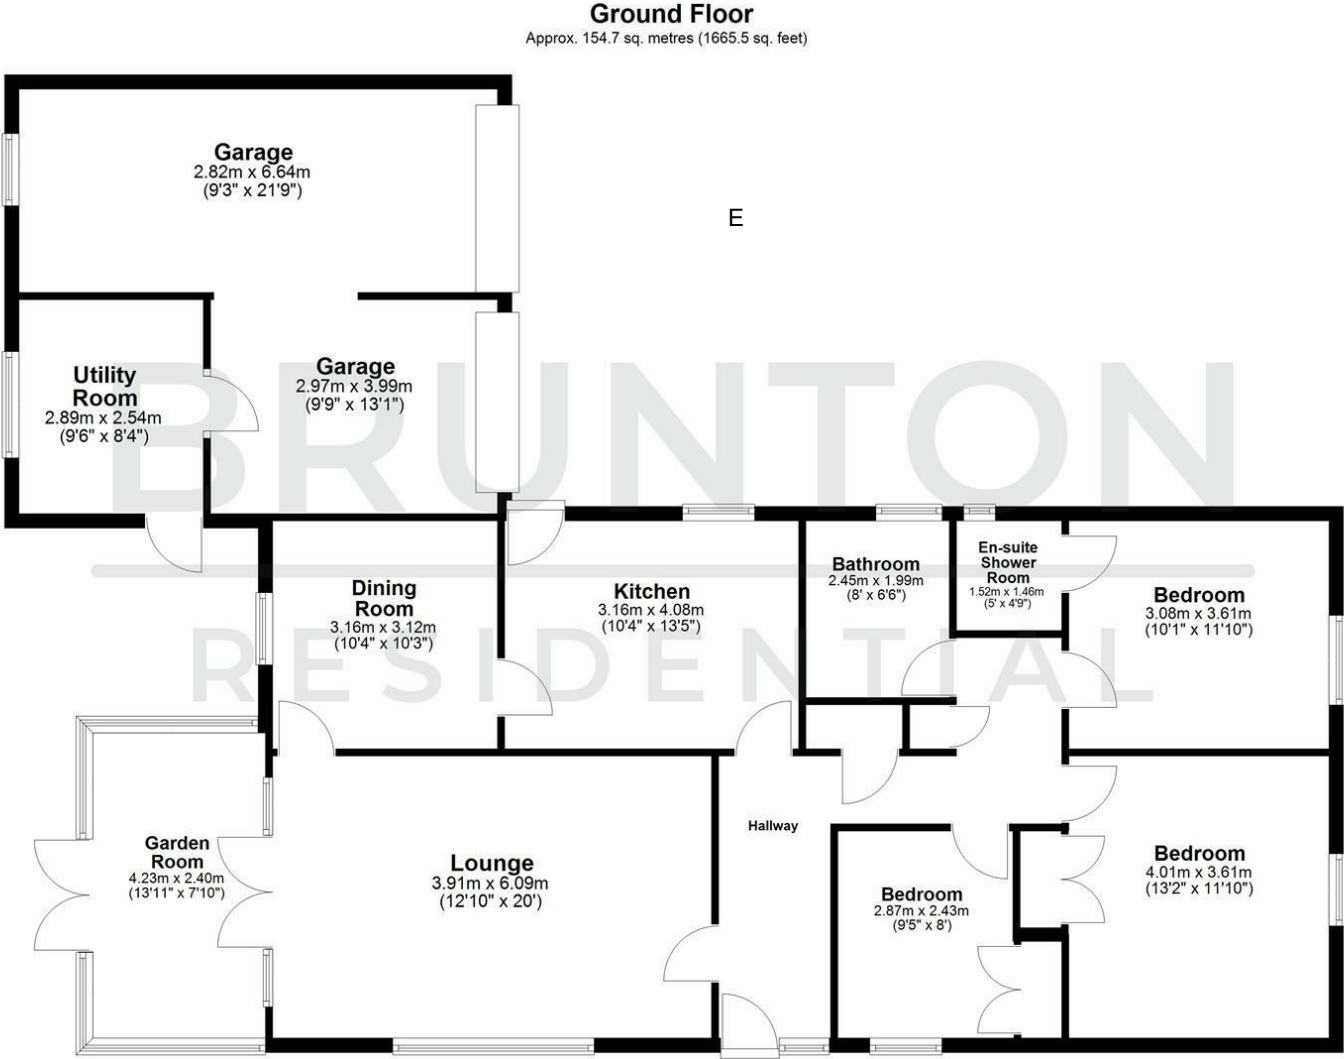 Ground Floor
Approx. 154.7 sq. metres (1665.5 sq. feet)
Garage
2.82m x 6.64m
(9'3" x 21'9")
E
Garage
2.97m x 3.99m
(9'9" x 13'1")
Utility
Room
2.89m x 2.54m
(9'6" x 8'4")
BRUNTON
RESIDENTIAL
Dining
Room
3.16m x 3.12m
(10'4" x 10'3")
Kitchen
3.16m x 4.08m
(10'4" x 13'5")
Bathroom
2.45m x 1.99m
(8' x 6'6")
En-suite
Shower
Room
1.52m x 1.46m
(5' x 4'9")
Bedroom
3.08m x 3.61m
(10'1" x 11'10")
Garden
Room
4.23m x 2.40m
(13'11" x 7'10")
Lounge
3.91m x 6.09m
(12'10" x 20')
Hallway
Bedroom
2.87m x 2.43m
(9'5" x 8')
Bedroom
4.01m x 3.61m
(13'2" x 11'10")